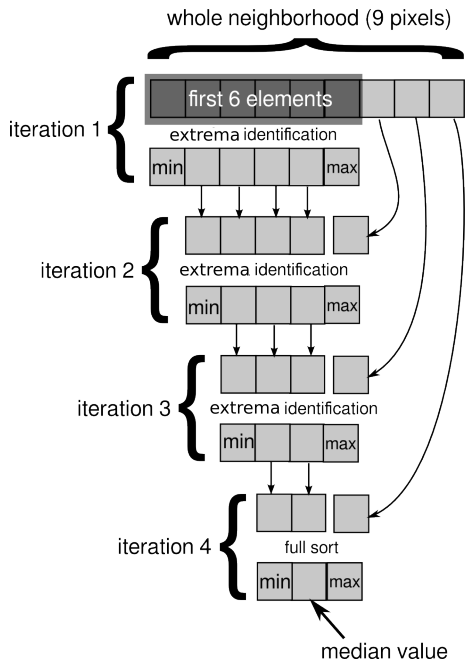 whole neighborhood (9 pixels)
first 6 elements
iteration 1
extrema identification
min max
iteration 2
extrema identification
min max
iteration 3
extrema identification
min max
iteration 4
full sort
min max
median value